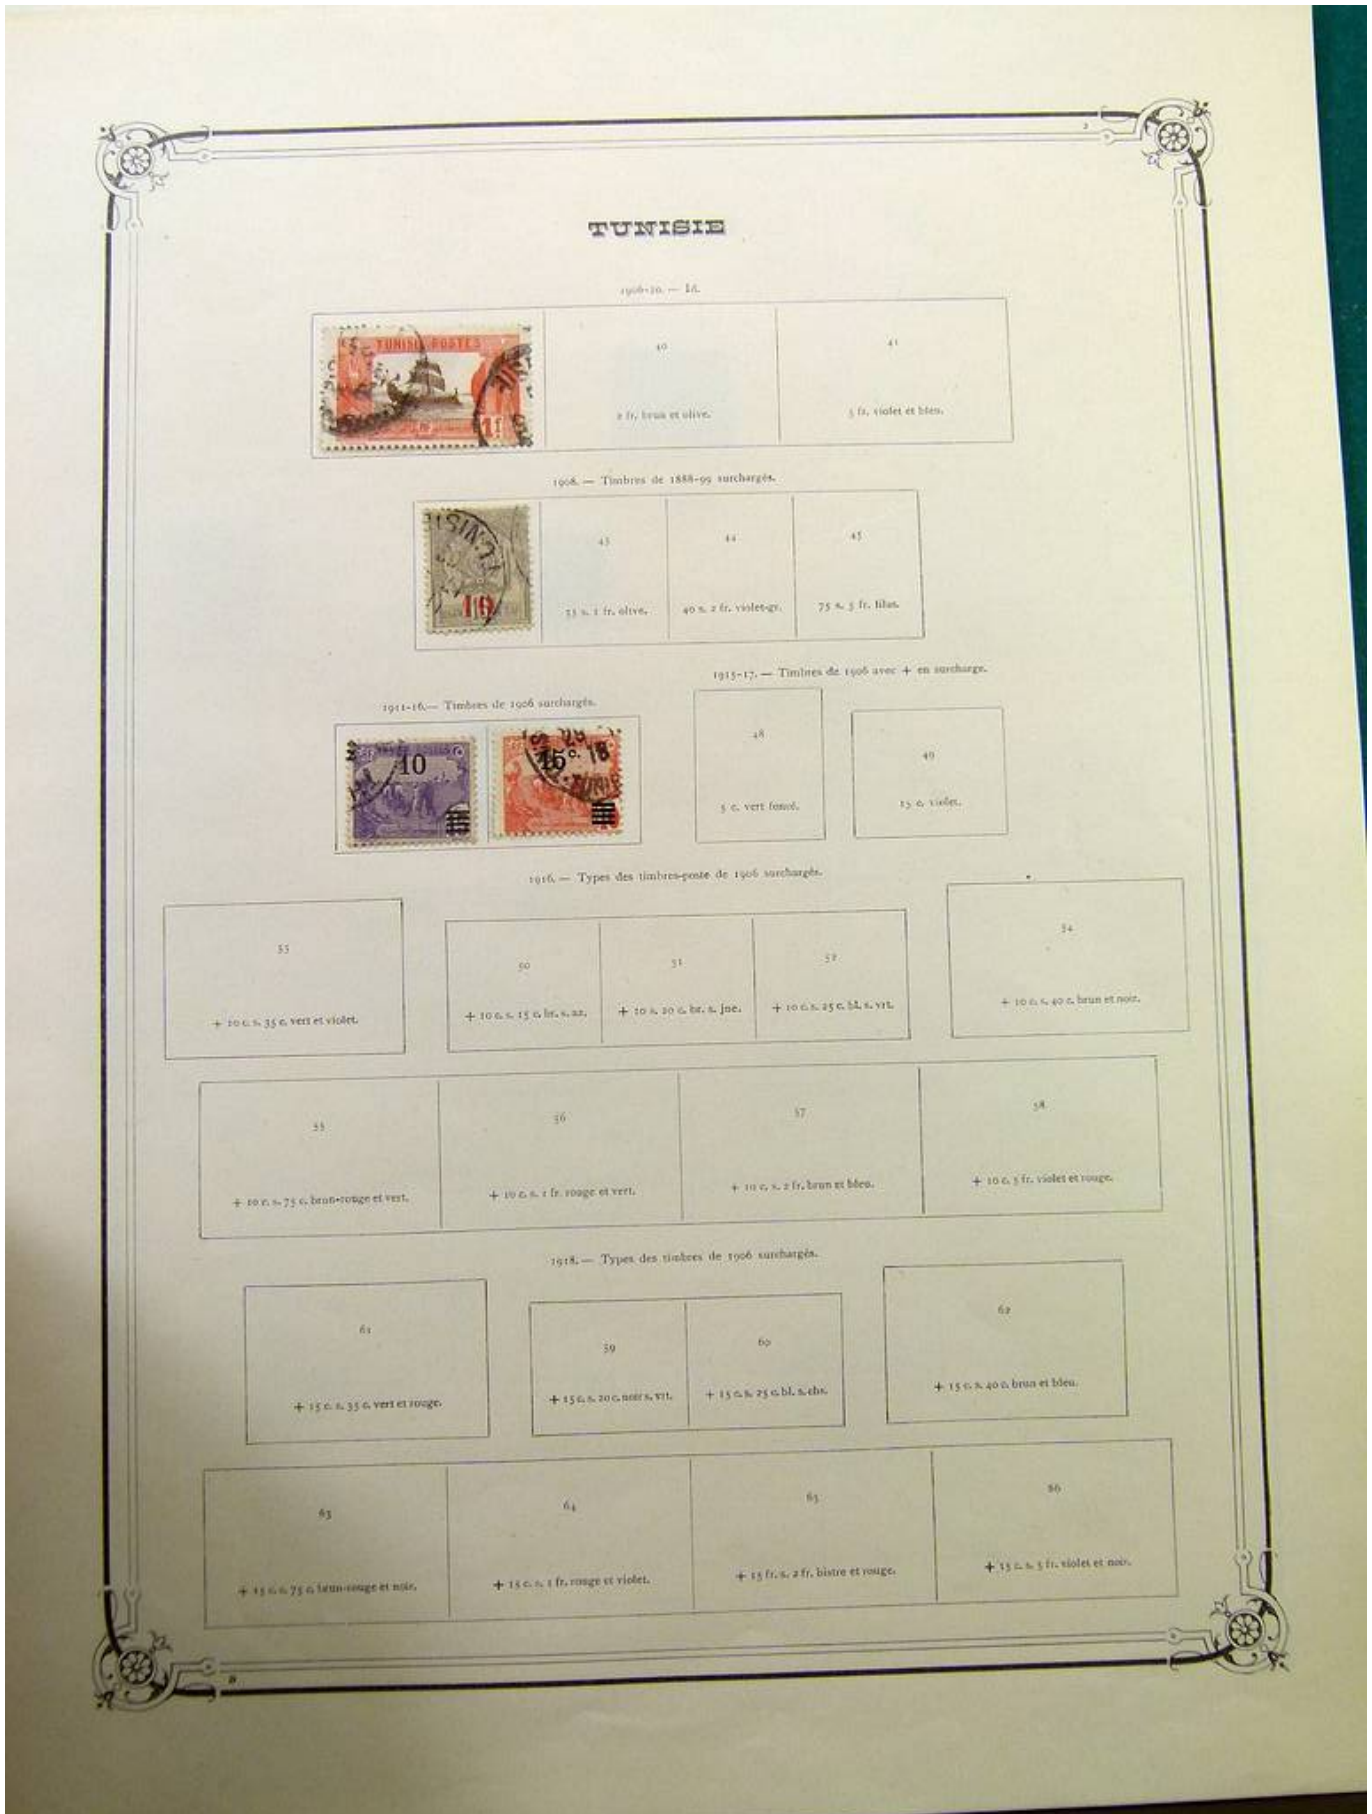 TUNISIE
1906-20. — Id.
TUNISIE POSTES
1f
40
2 fr. brun et olive.
41
5 fr. violet et bleu.
1908. — Timbres de 1888-99 surchargés.
10
43
35 s. 1 fr. olive.
44
40 s. 2 fr. violet-gr.
45
75 s. 5 fr. lilas.
1911-16.— Timbres de 1906 surchargés.
10
15c.
1915-17. — Timbres de 1906 avec + en surcharge.
48
5 c. vert foncé.
49
15 c. violet.
1916. — Types des timbres-poste de 1906 surchargés.
53
+ 10 c. s. 35 c. vert et violet.
50
+ 10 c. s. 15 c. br. s. az.
51
+ 10 s. 20 c. br. s. jne.
52
+ 10 c. s. 25 c. bl. s. vrt.
54
+ 10 c. s. 40 c. brun et noir.
55
+ 10 c. s. 75 c. brun-rouge et vert.
56
+ 10 c. s. 1 fr. rouge et vert.
57
+ 10 c. s. 2 fr. brun et bleu.
58
+ 10 c. 5 fr. violet et rouge.
1918. — Types des timbres de 1906 surchargés.
61
+ 15 c. s. 35 c. vert et rouge.
59
+ 15 c. s. 20 c. noir s. vrt.
60
+ 15 c. s. 25 c. bl. s. chs.
62
+ 15 c. s. 40 c. brun et bleu.
63
+ 15 c. s. 75 c. brun-rouge et noir.
64
+ 15 c. s. 1 fr. rouge et violet.
65
+ 15 fr. s. 2 fr. bistre et rouge.
66
+ 15 c. s. 5 fr. violet et noir.